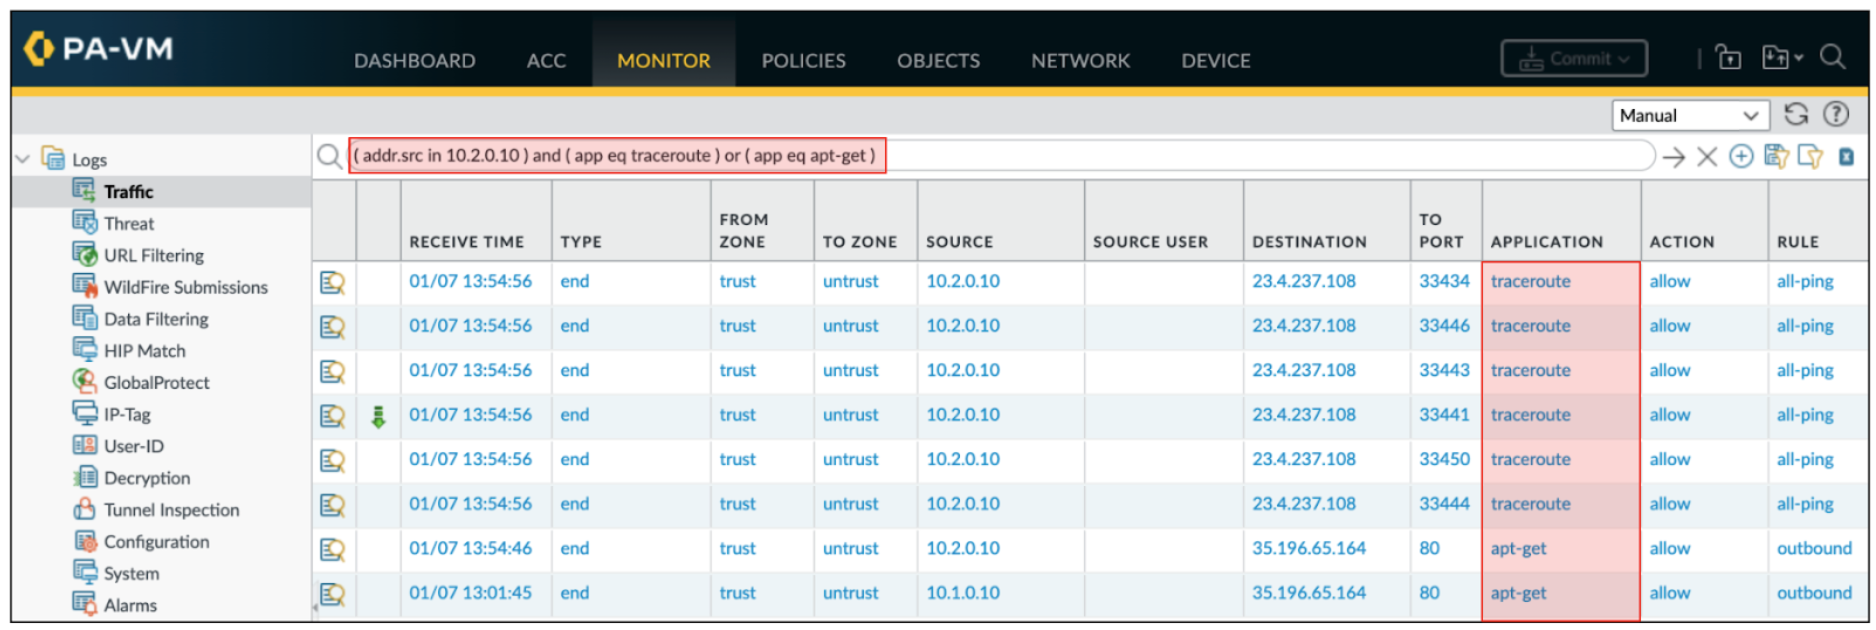 PA-VM
DASHBOARD ACC MONITOR POLICIES OBJECTS NETWORK DEVICE Commit
Manual
Logs
Traffic
Threat
URL Filtering
WildFire Submissions
Data Filtering
HIP Match
GlobalProtect
IP-Tag
User-ID
Decryption
Tunnel Inspection
Configuration
System
Alarms
( addr.src in 10.2.0.10 ) and ( app eq traceroute ) or ( app eq apt-get )
RECEIVE TIME TYPE FROM ZONE TO ZONE SOURCE SOURCE USER DESTINATION TO PORT APPLICATION ACTION RULE
01/07 13:54:56 end trust untrust 10.2.0.10 23.4.237.108 33434 traceroute allow all-ping
01/07 13:54:56 end trust untrust 10.2.0.10 23.4.237.108 33446 traceroute allow all-ping
01/07 13:54:56 end trust untrust 10.2.0.10 23.4.237.108 33443 traceroute allow all-ping
01/07 13:54:56 end trust untrust 10.2.0.10 23.4.237.108 33441 traceroute allow all-ping
01/07 13:54:56 end trust untrust 10.2.0.10 23.4.237.108 33450 traceroute allow all-ping
01/07 13:54:56 end trust untrust 10.2.0.10 23.4.237.108 33444 traceroute allow all-ping
01/07 13:54:46 end trust untrust 10.2.0.10 35.196.65.164 80 apt-get allow outbound
01/07 13:01:45 end trust untrust 10.1.0.10 35.196.65.164 80 apt-get allow outbound